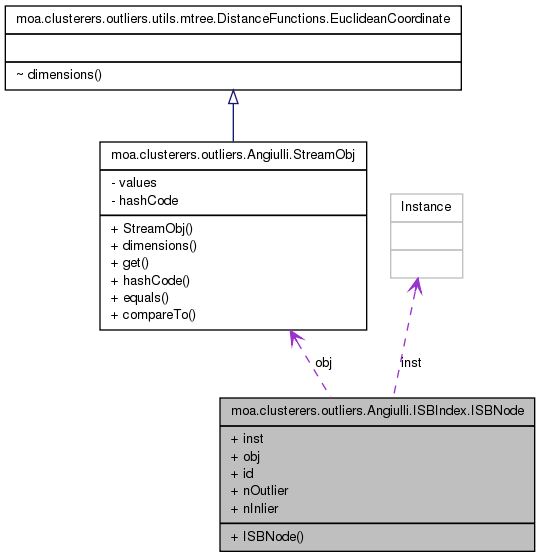 moa.clusterers.outliers.utils.mtree.DistanceFunctions.EuclideanCoordinate
~ dimensions()
moa.clusterers.outliers.Angiulli.StreamObj
- values
- hashCode
+ StreamObj()
+ dimensions()
+ get()
+ hashCode()
+ equals()
+ compareTo()
Instance
obj
inst
moa.clusterers.outliers.Angiulli.ISBIndex.ISBNode
+ inst
+ obj
+ id
+ nOutlier
+ nInlier
+ ISBNode()